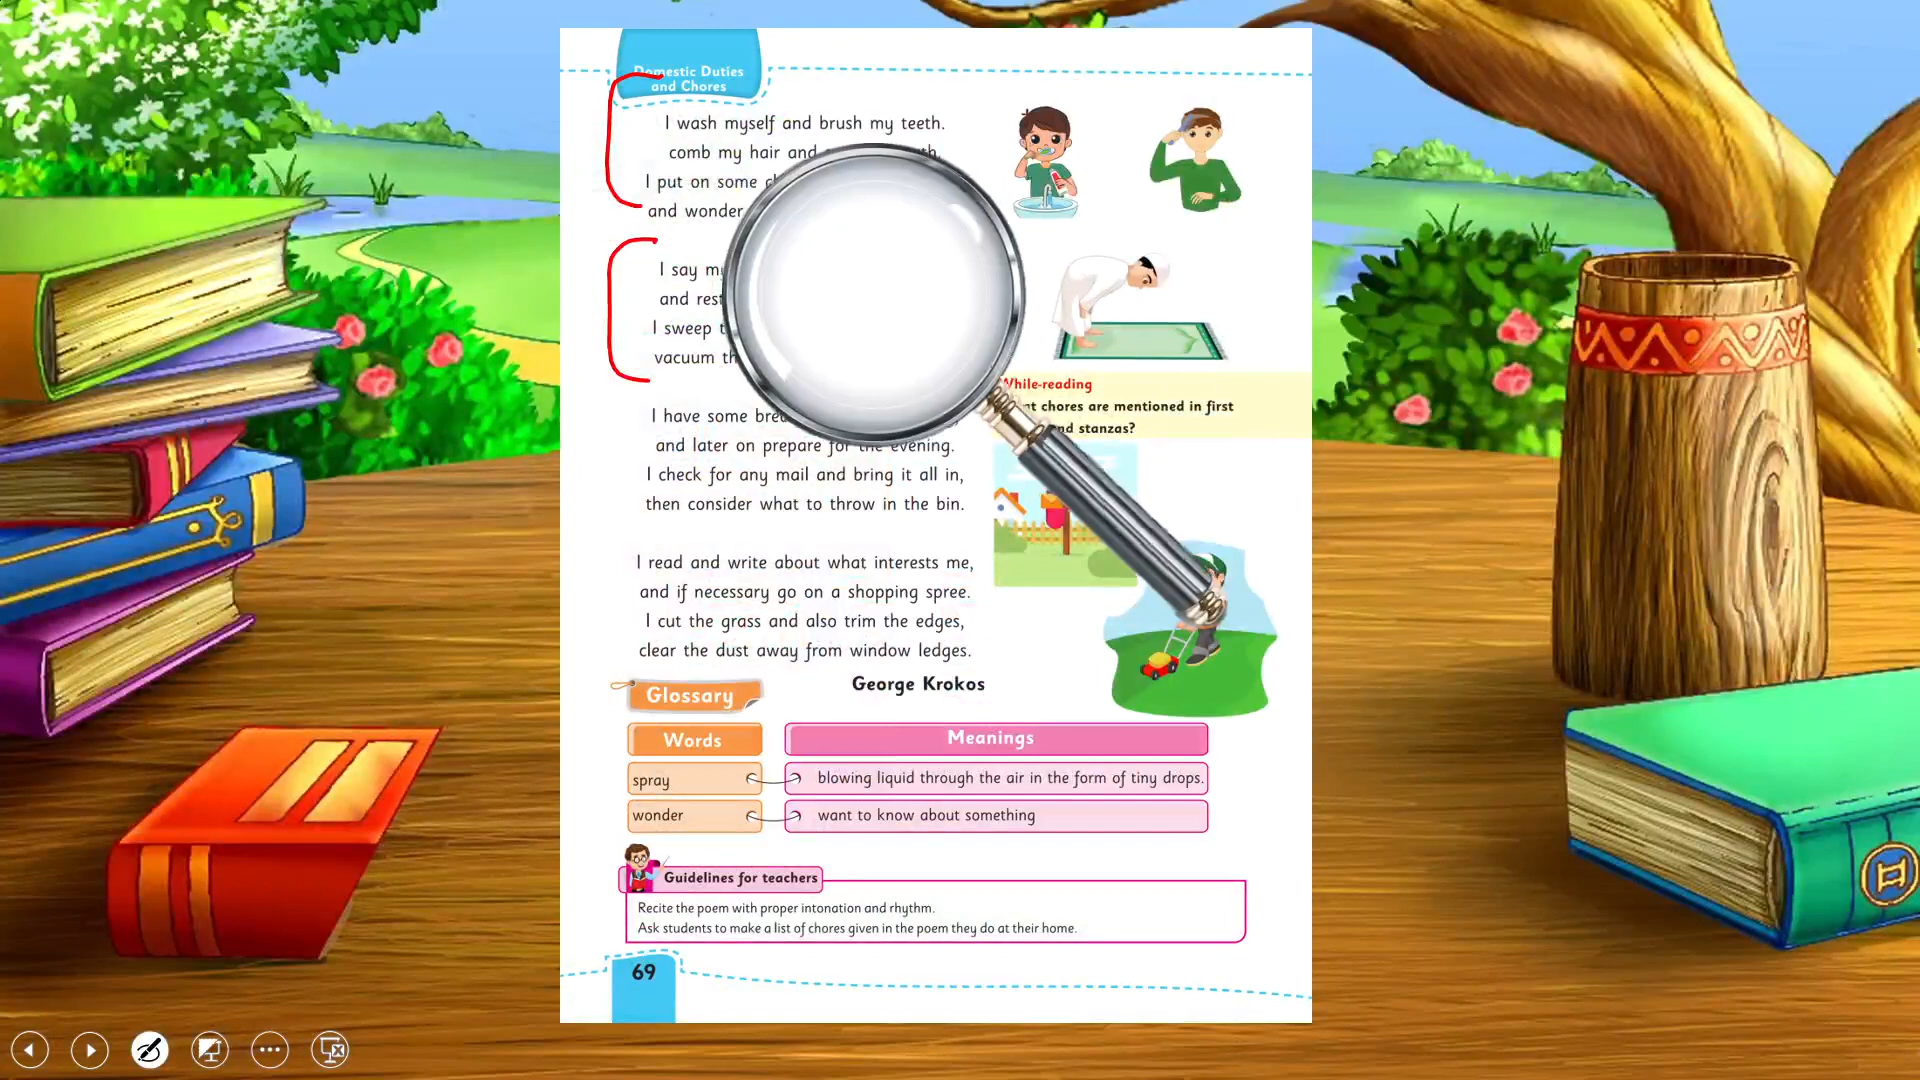 Domestic Duties
and Chores
I wash myself and brush my teeth.
comb my hair and
I put on some
and wonder
I say
and rest
I sweep
vacuum
I have some
and later on prepare for the evening.
I check for any mail and bring it all in,
then consider what to throw in the bin.
While-reading
chores are mentioned in first
stanzas?
I read and write about what interests me,
and if necessary go on a shopping spree.
I cut the grass and also trim the edges,
clear the dust away from window ledges.
George Krokos
Glossary
Words
Meanings
spray
blowing liquid through the air in the form of tiny drops.
wonder
want to know about something
Guidelines for teachers
Recite the poem with proper intonation and rhythm.
Ask students to make a list of chores given in the poem they do at their home.
69